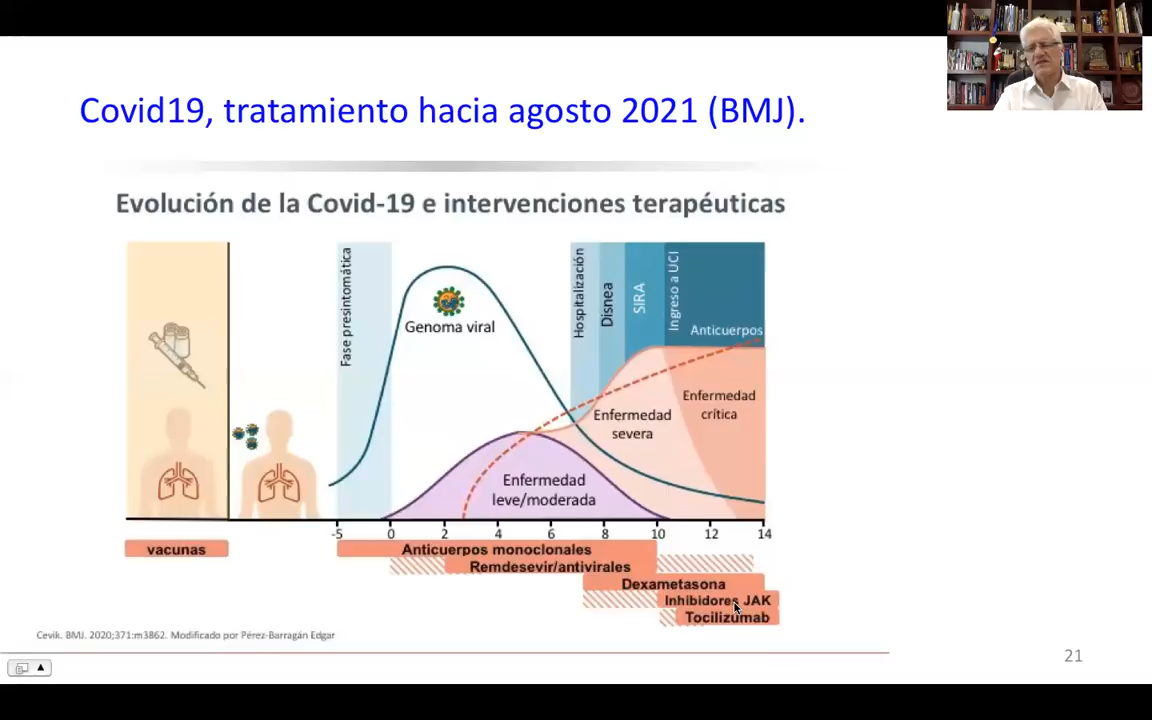 Covid19, tratamiento hacia agosto 2021 (BMJ).
Evolución de la Covid-19 e intervenciones terapéuticas
Fase presintomática
Genoma viral
Hospitalización
Disnea
SIRA
Ingreso a UCI
Anticuerpos
Enfermedad
crítica
Enfermedad
severa
Enfermedad
leve/moderada
-5 0 2 4 6 8 10 12 14
vacunas
Anticuerpos monoclonales
Remdesevir/antivirales
Dexametasona
Inhibidores JAK
Tocilizumab
Cevik. BMJ. 2020;371:m3862. Modificado por Pérez-Barragán Edgar
21